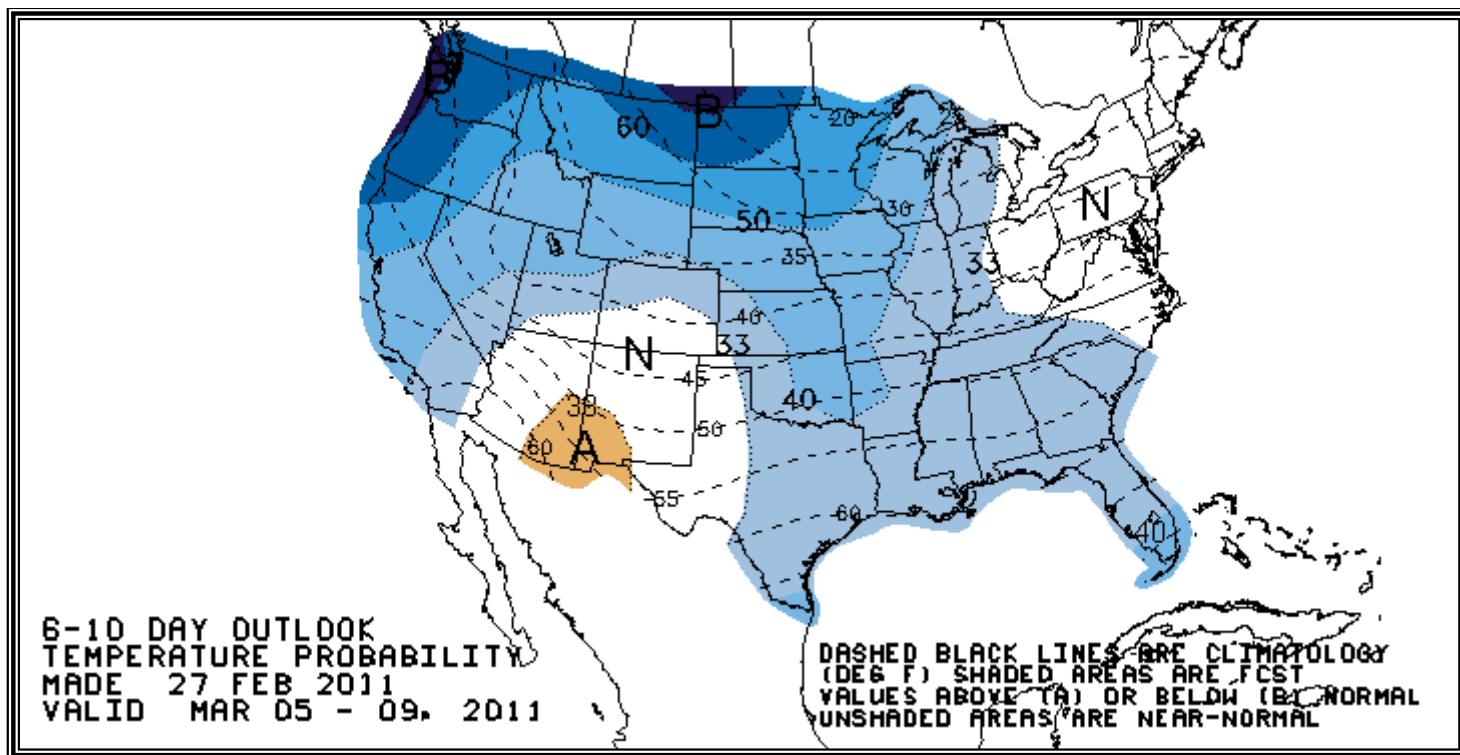 B
B
60
20
N
50
30
35
33
40
N
33
45
40
38
50
A
60
55
60
40
6-10 DAY OUTLOOK
TEMPERATURE PROBABILITY
MADE 27 FEB 2011
VALID MAR 05 - 09, 2011
DASHED BLACK LINES ARE CLIMATOLOGY
(DEG F) SHADED AREAS ARE FCST
VALUES ABOVE (A) OR BELOW (B) NORMAL
UNSHADED AREAS ARE NEAR-NORMAL